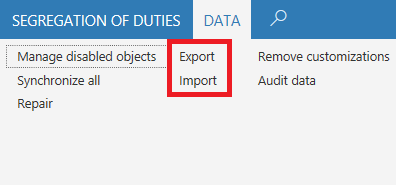 SEGREGATION OF DUTIES DATA
Manage disabled objects Export Remove customizations
Synchronize all Import Audit data
Repair